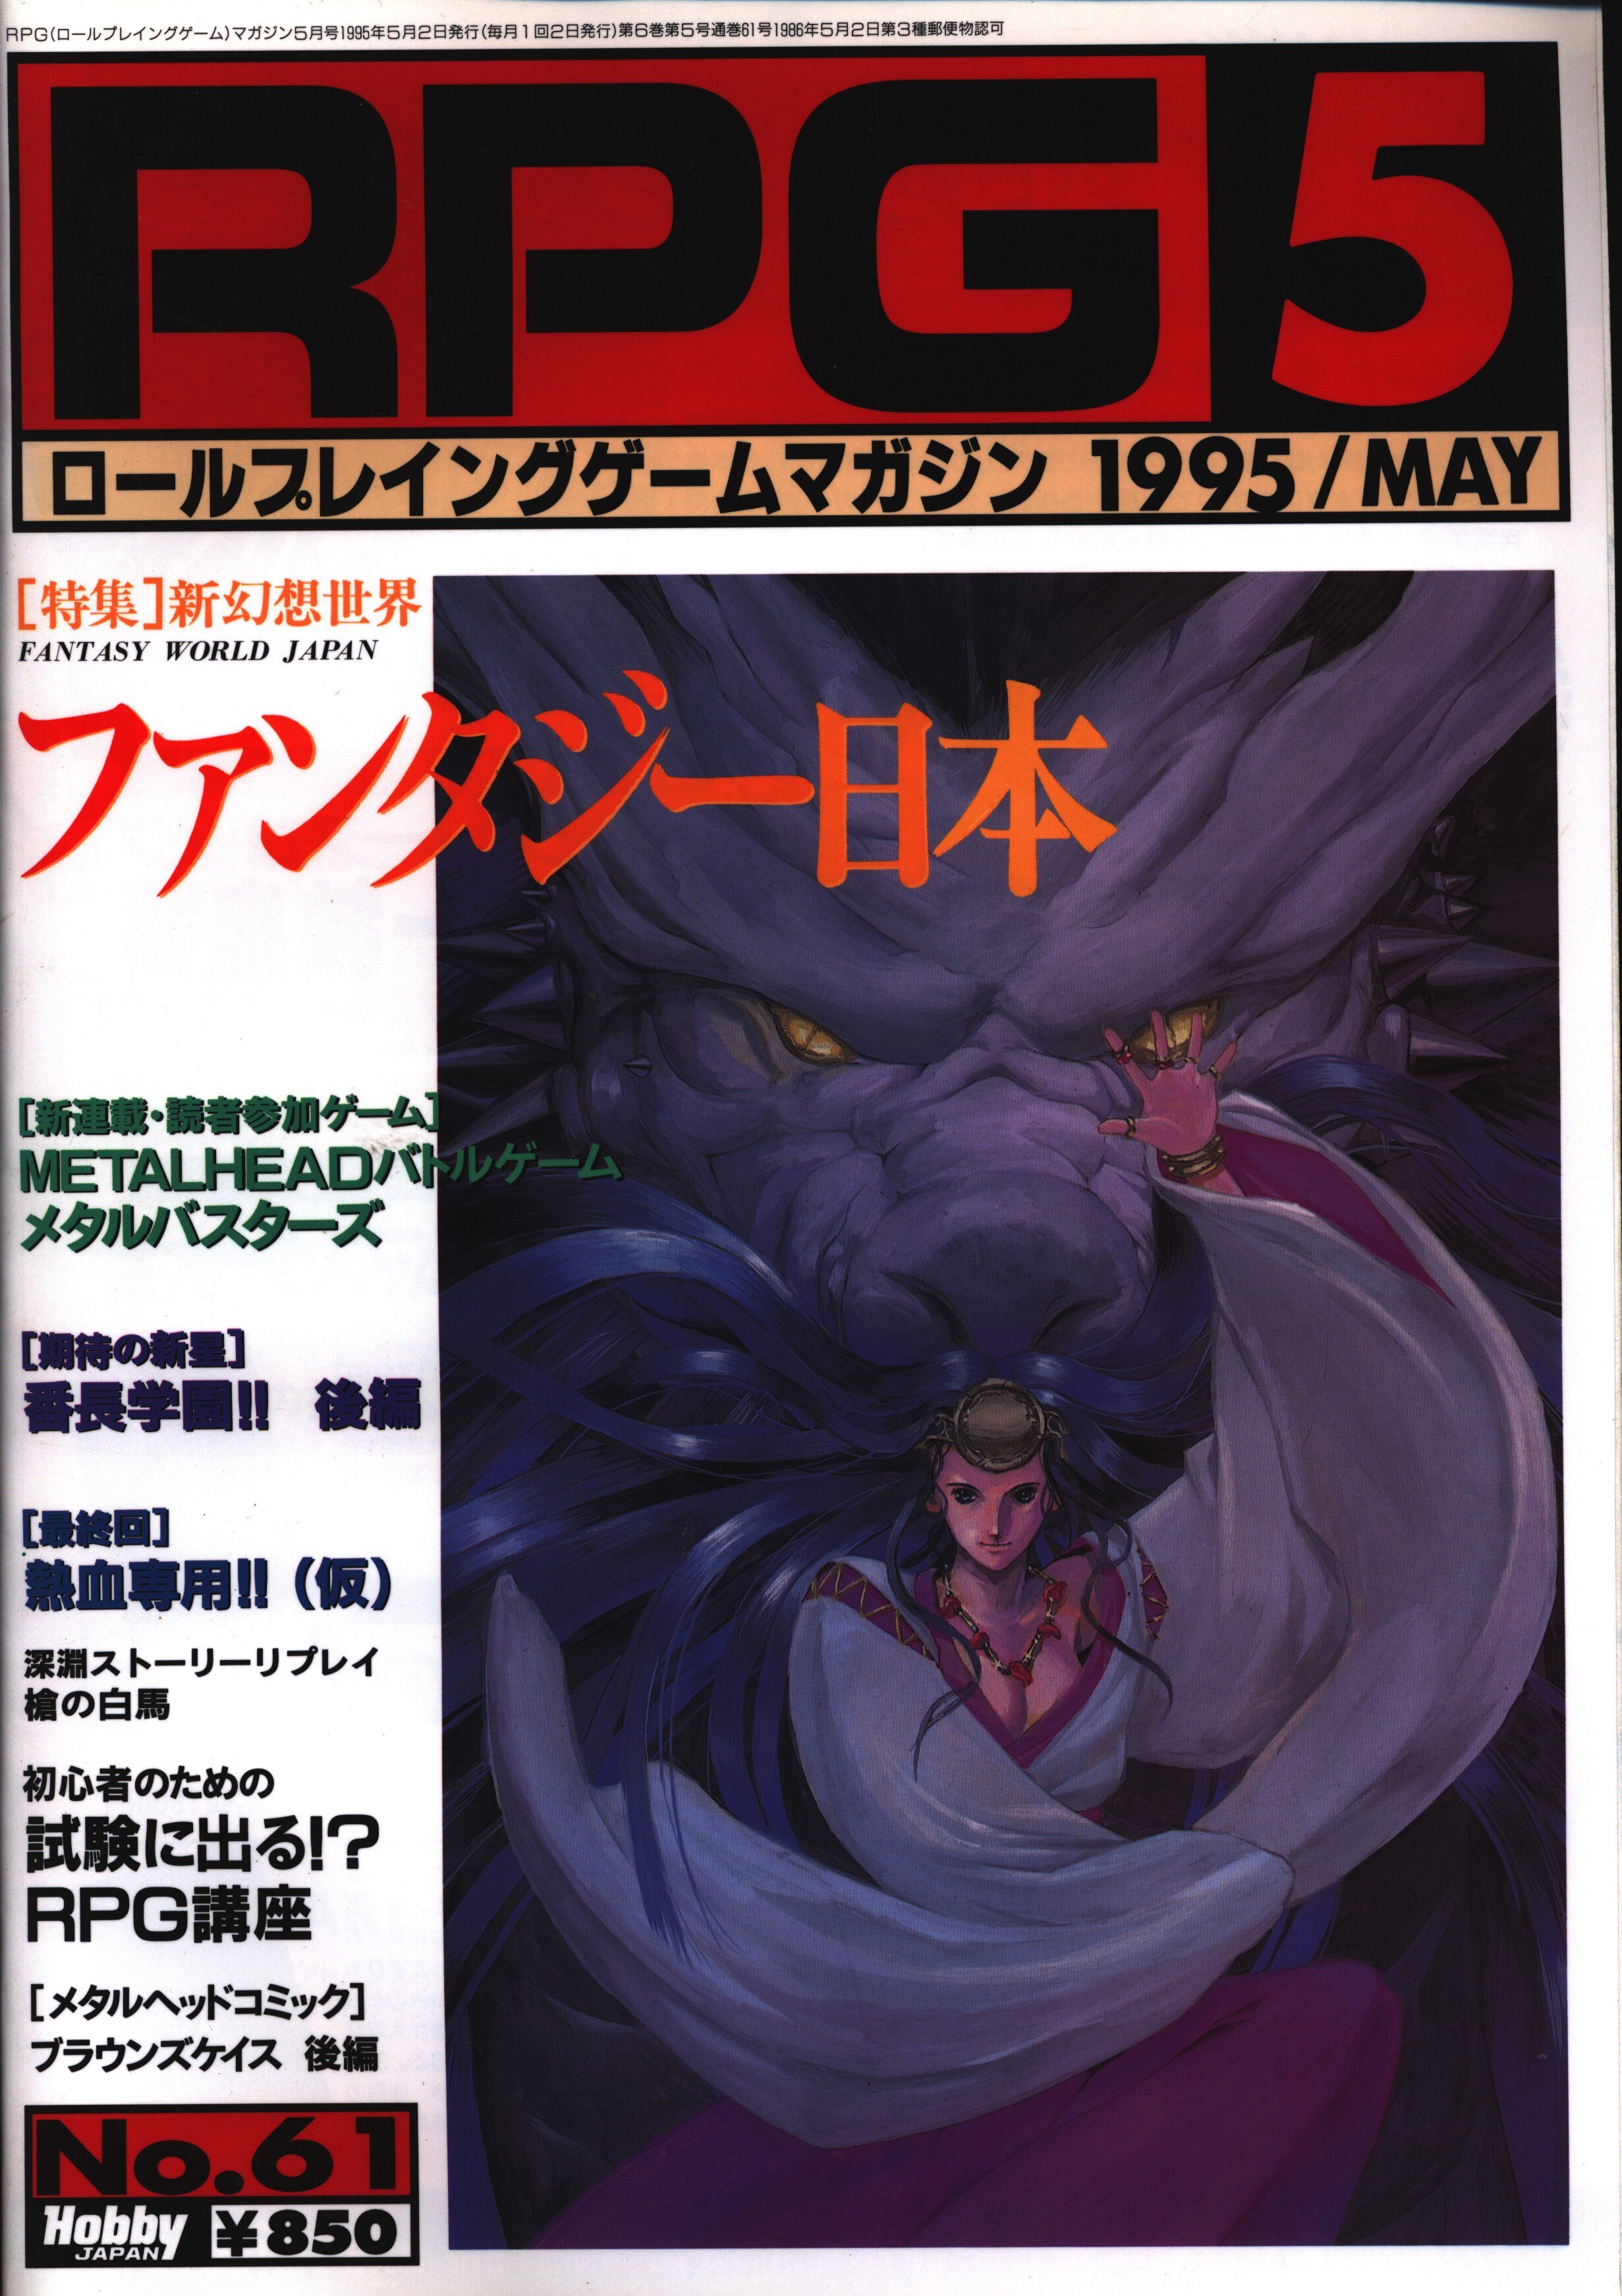 RPG(ロールプレイングゲーム)マガジン5月号1995年5月2日発行(毎月1回2日発行)第6巻第5号通巻61号1986年5月2日第3種郵便物認可
RPG 5
ロールプレイングゲームマガジン 1995/MAY
[特集]新幻想世界
FANTASY WORLD JAPAN
ファンタジー日本
[新連載・読者参加ゲーム]
METALHEADバトルゲーム
メタルバスターズ
[期待の新星]
番長学園!! 後編
[最終回]
熱血専用!!(仮)
深淵ストーリーリプレイ
槍の白馬
初心者のための
試験に出る!?
RPG講座
[メタルヘッドコミック]
ブラウンズケイス 後編
No.61
Hobby JAPAN ¥850